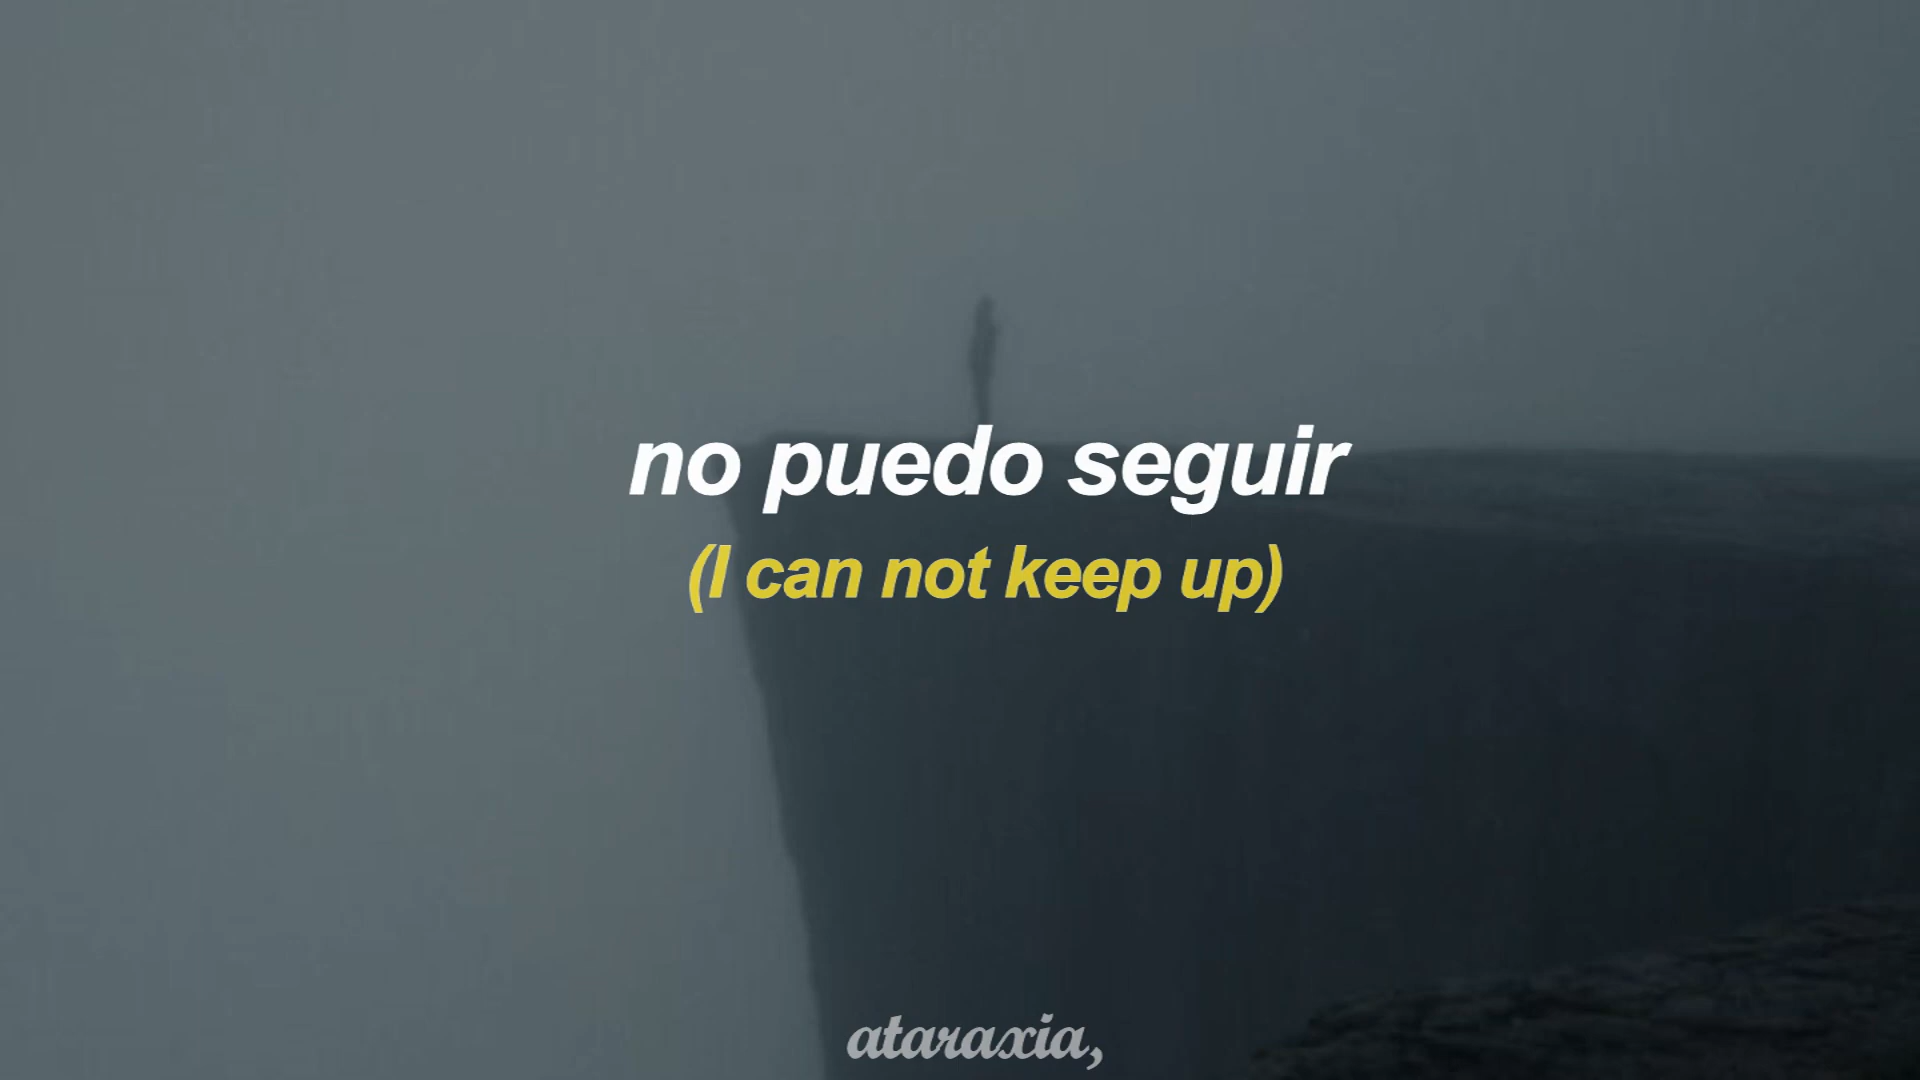 no puedo seguir
(I can not keep up)
ataraxia,